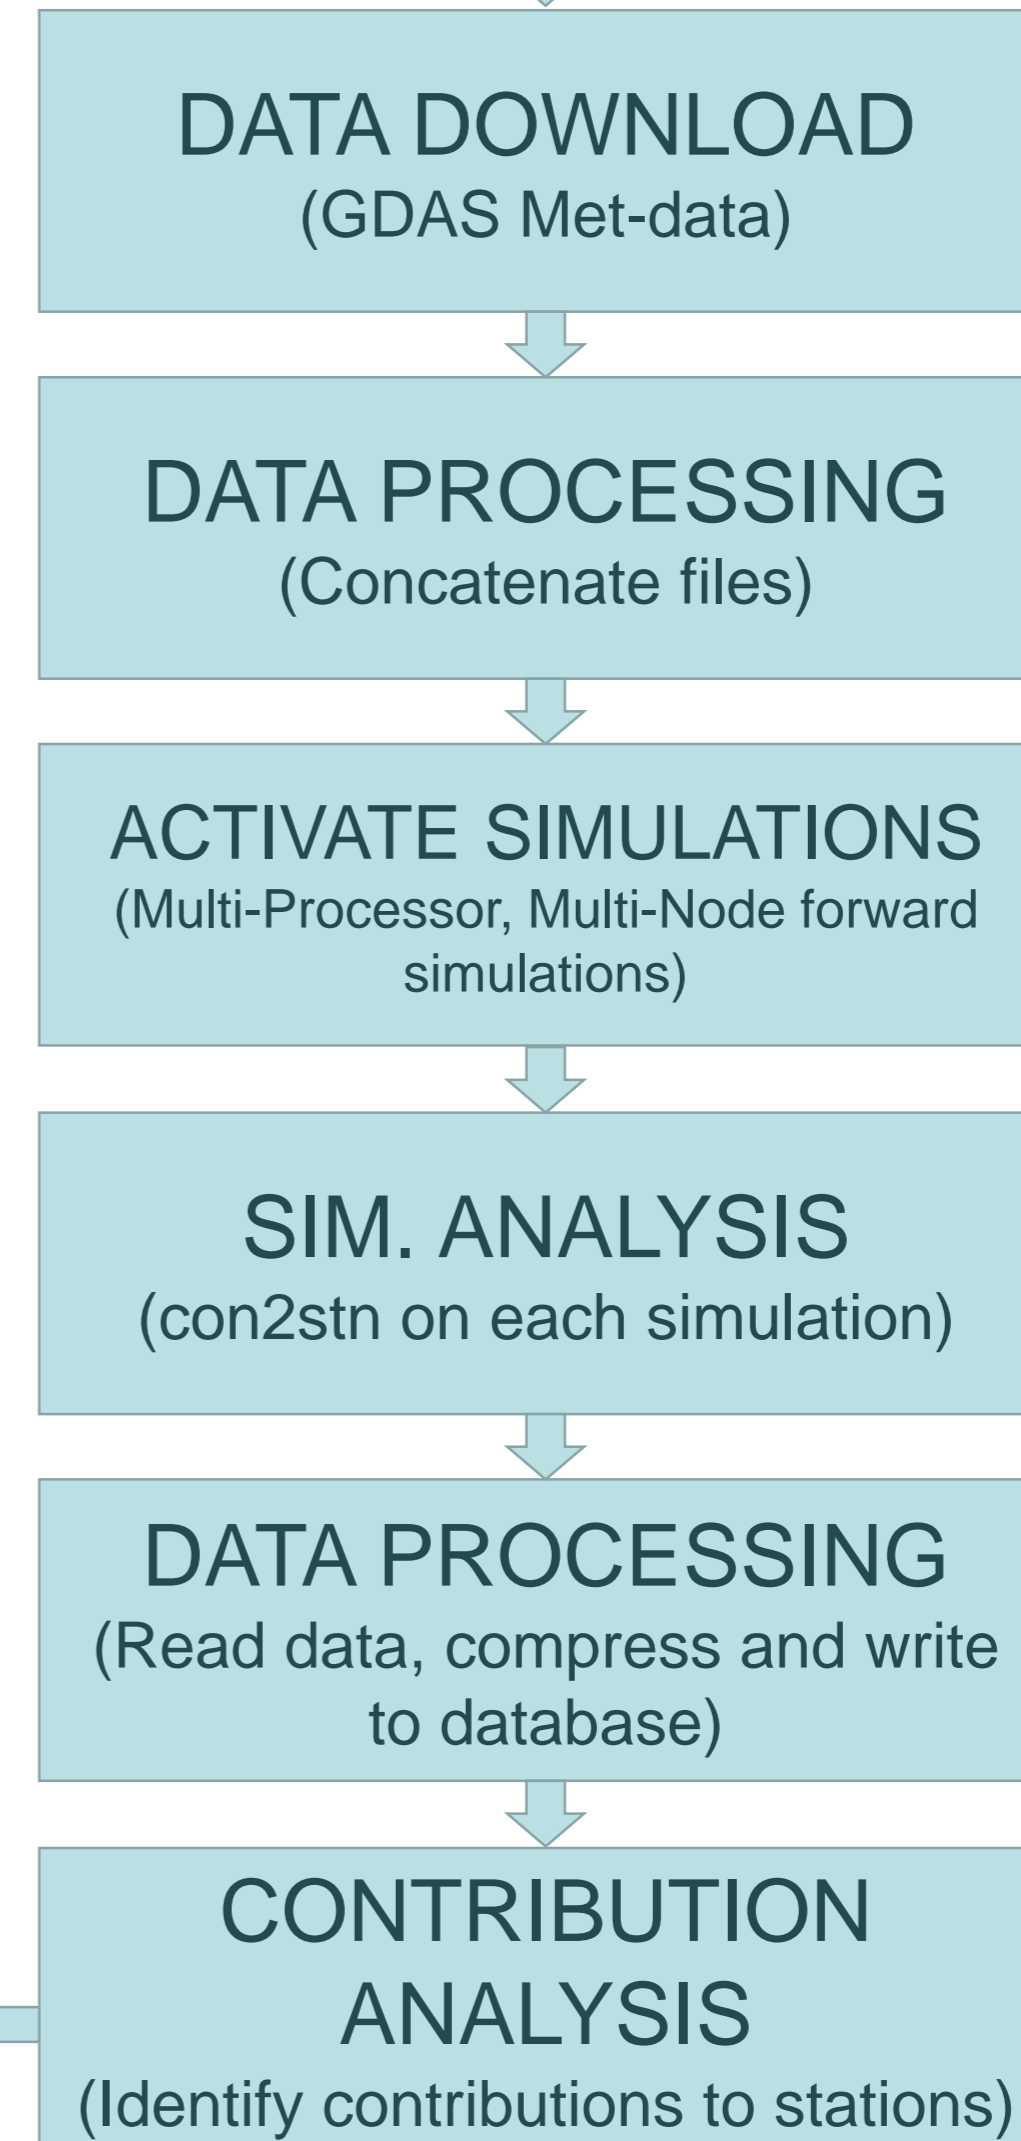 DATA DOWNLOAD
(GDAS Met-data)
DATA PROCESSING
(Concatenate files)
ACTIVATE SIMULATIONS
(Multi-Processor, Multi-Node forward
simulations)
SIM. ANALYSIS
(con2stn on each simulation)
DATA PROCESSING
(Read data, compress and write
to database)
CONTRIBUTION
ANALYSIS
(Identify contributions to stations)